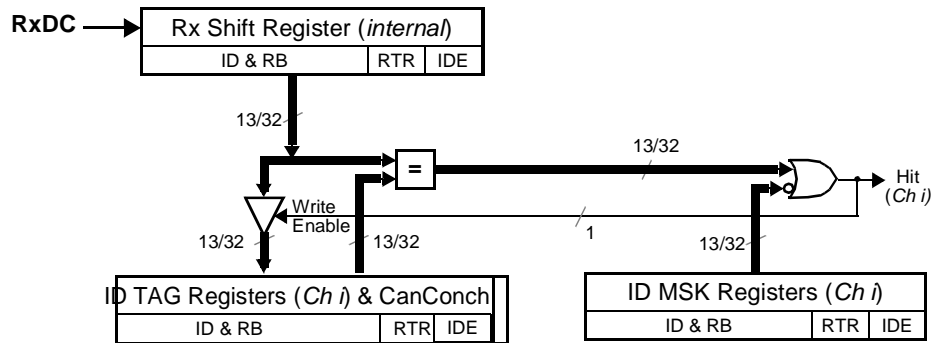 RxDC
Rx Shift Register (internal)
ID & RB RTR IDE
13/32
13/32
=
Hit
(Ch i)
Write
Enable
1
13/32
13/32
13/32
ID TAG Registers (Ch i) & CanConch
ID & RB RTR IDE
ID MSK Registers (Ch i)
ID & RB RTR IDE